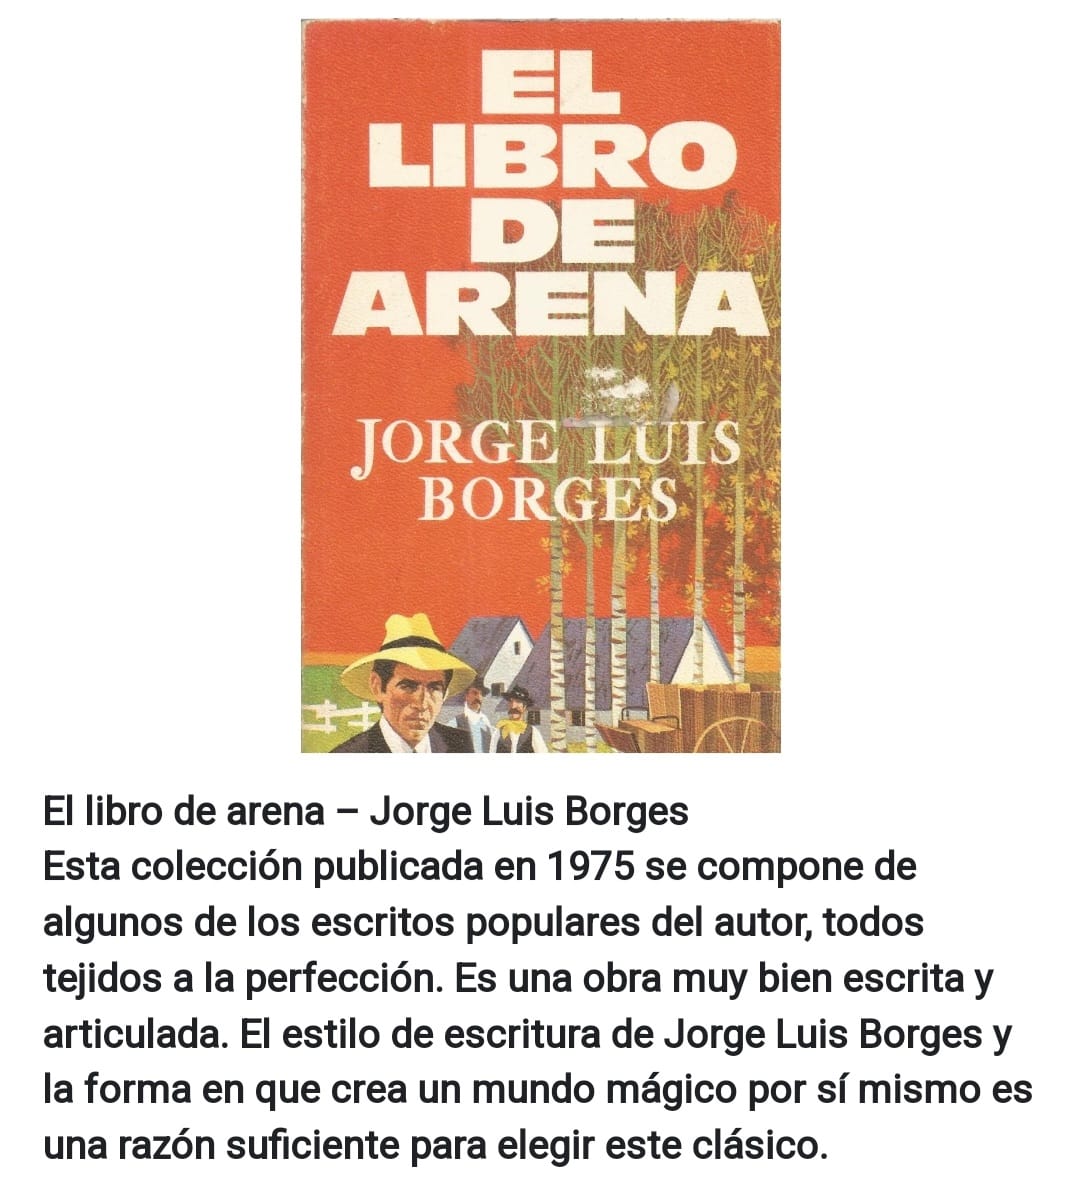 EL
LIBRO
DE
ARENA
JORGE LUIS
BORGES
El libro de arena – Jorge Luis Borges
Esta colección publicada en 1975 se compone de
algunos de los escritos populares del autor, todos
tejidos a la perfección. Es una obra muy bien escrita y
articulada. El estilo de escritura de Jorge Luis Borges y
la forma en que crea un mundo mágico por sí mismo es
una razón suficiente para elegir este clásico.